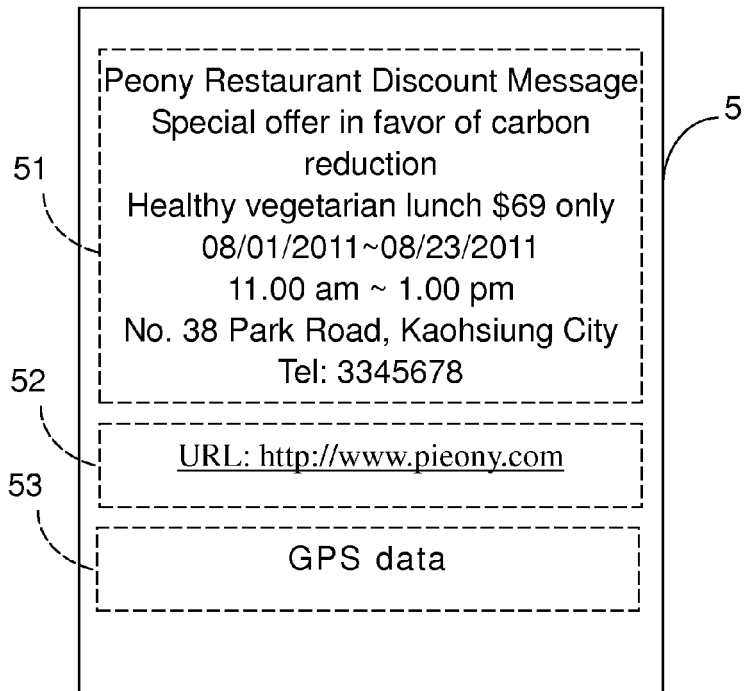 Peony Restaurant Discount Message
Special offer in favor of carbon
reduction
Healthy vegetarian lunch $69 only
08/01/2011~08/23/2011
11.00 am ~ 1.00 pm
No. 38 Park Road, Kaohsiung City
Tel: 3345678
URL: http://www.pieony.com
GPS data
5
51
52
53